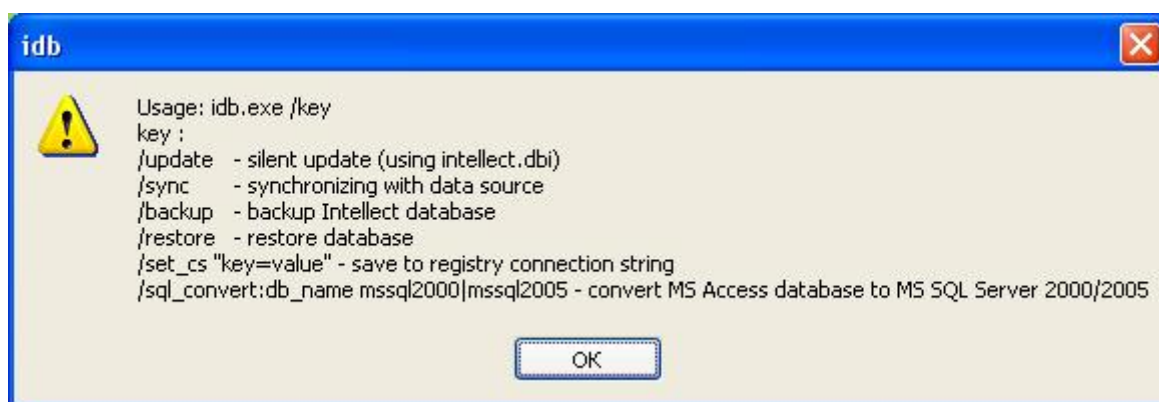 idb
Usage: idb.exe /key
key :
/update - silent update (using intellect.dbi)
/sync - synchronizing with data source
/backup - backup Intellect database
/restore - restore database
/set_cs "key=value" - save to registry connection string
/sql_convert:db_name mssql2000|mssql2005 - convert MS Access database to MS SQL Server 2000/2005
OK